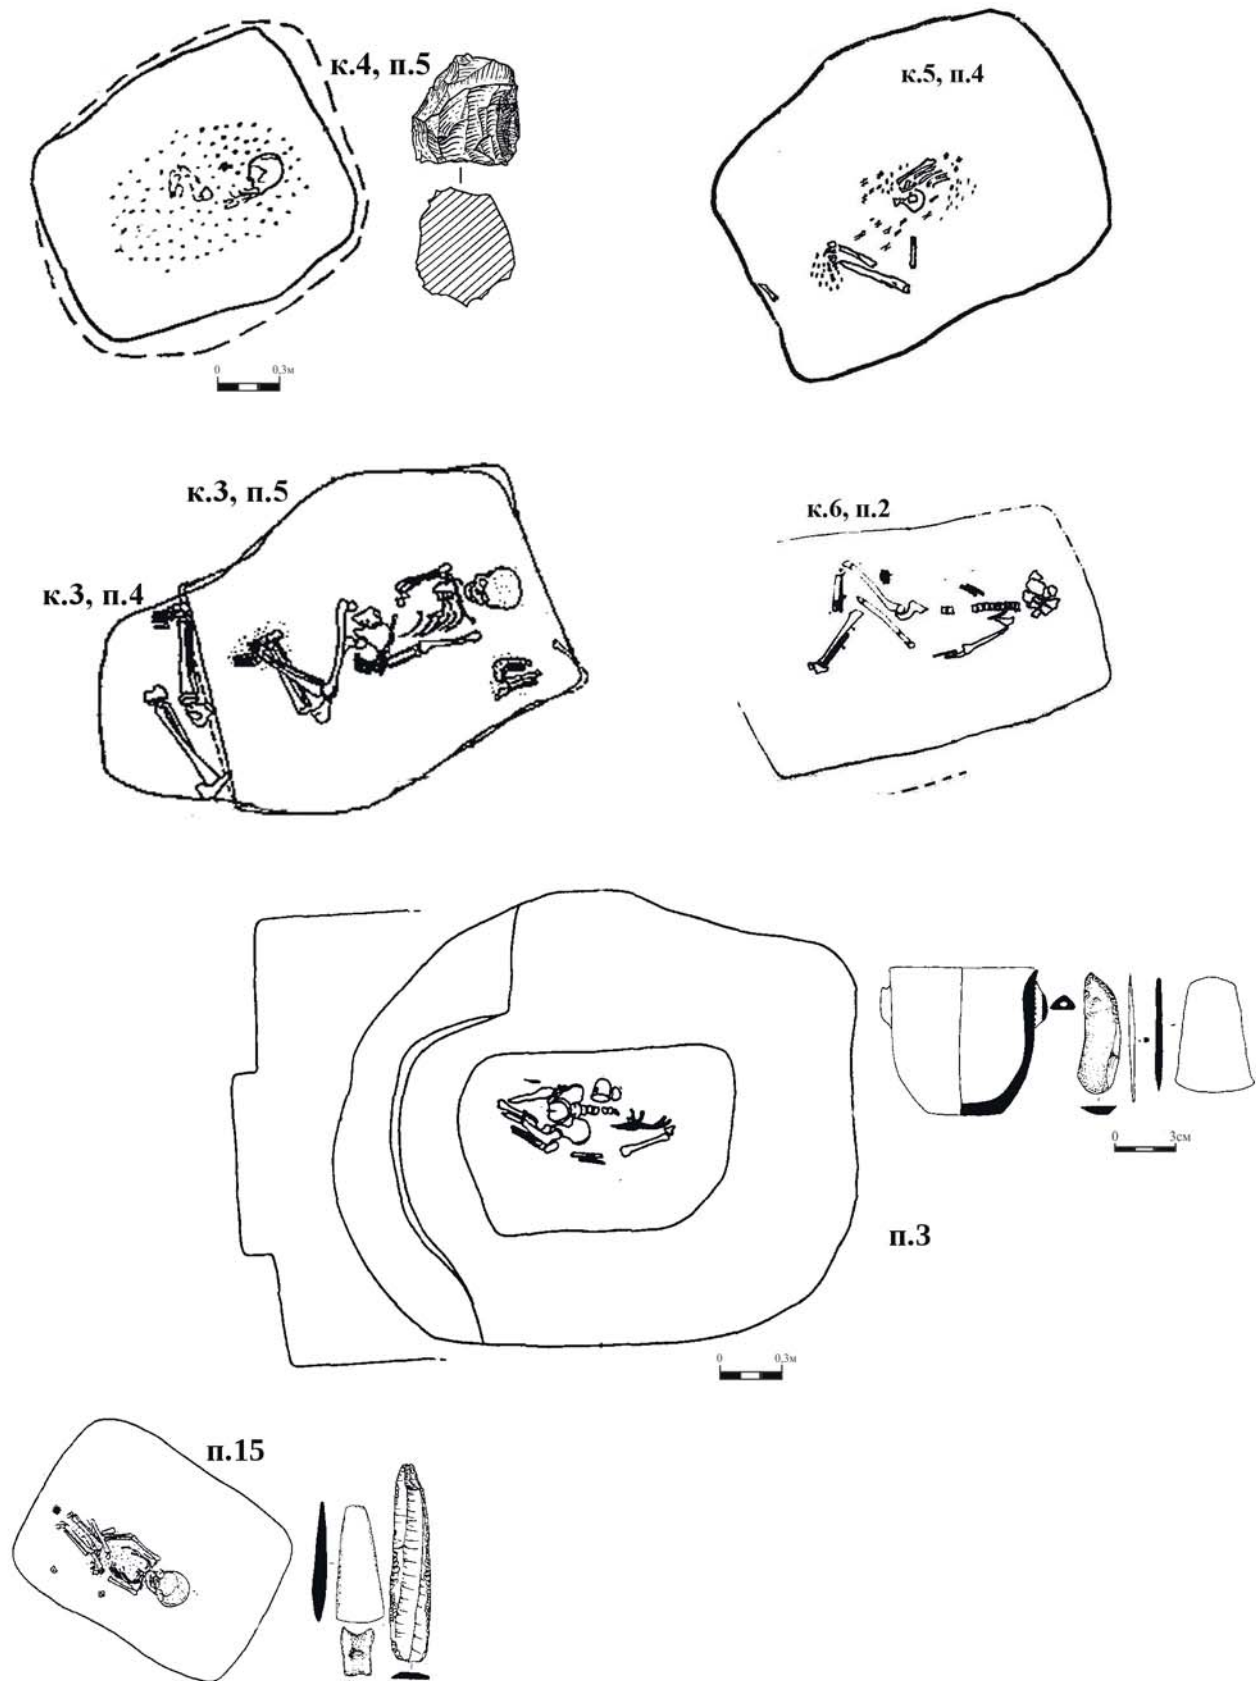 к.4, п.5
к.5, п.4
0 0,3м
к.3, п.5
к.3, п.4
к.6, п.2
0 3см
п.3
0 0,3м
п.15